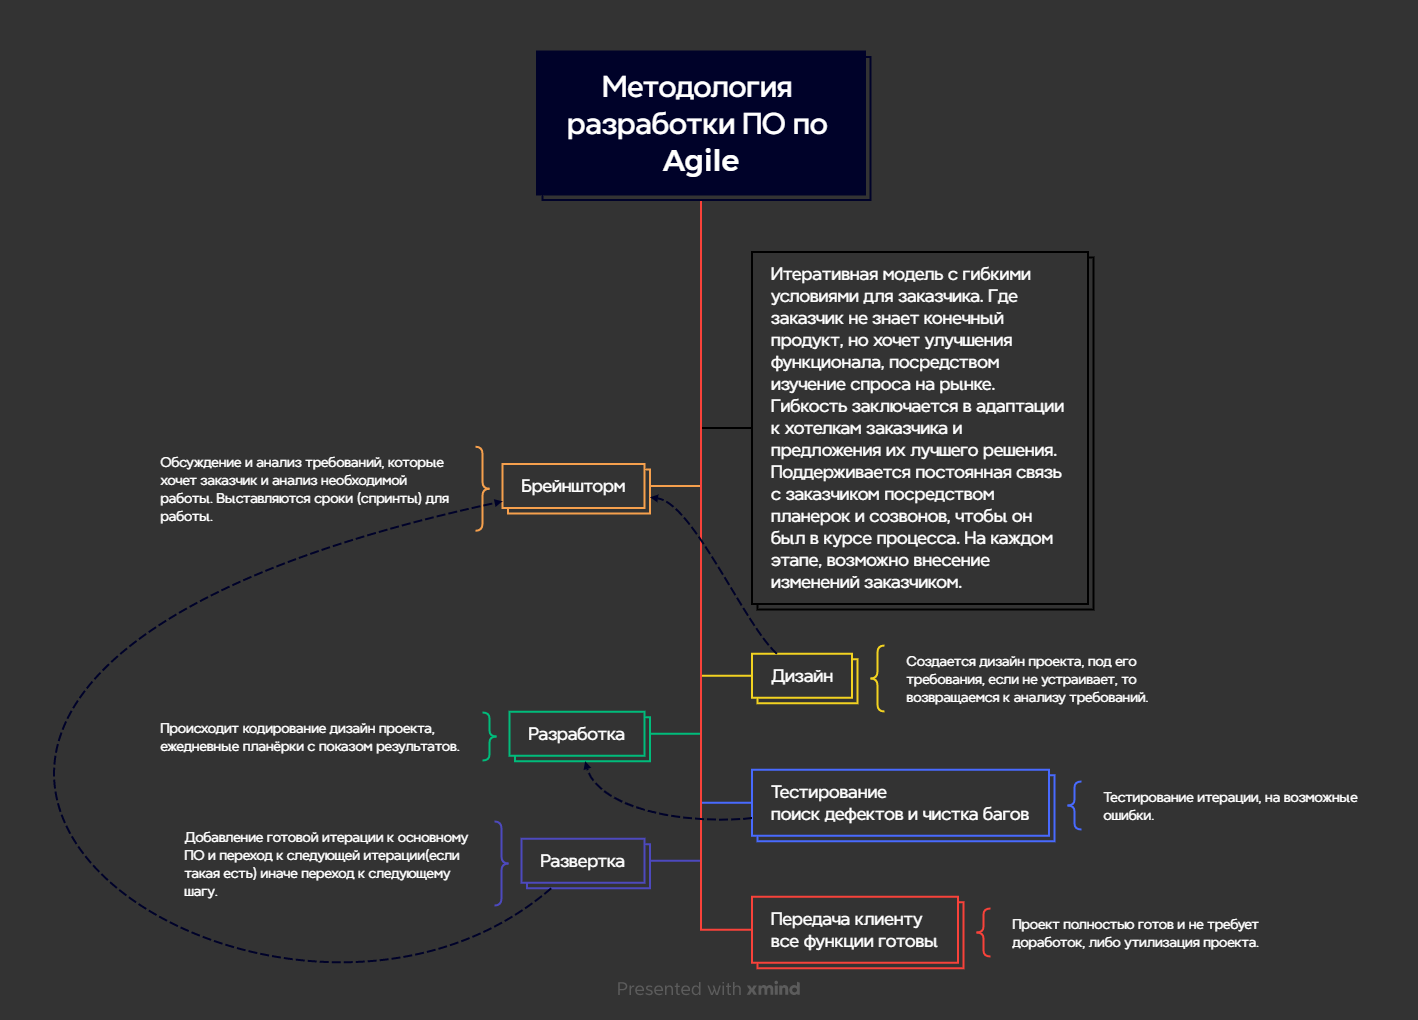 Методология
разработки ПО по
Agile
Итеративная модель с гибкими
условиями для заказчика. Где
заказчик не знает конечный
продукт, но хочет улучшения
функционала, посредством
изучение спроса на рынке.
Гибкость заключается в адаптации
к хотелкам заказчика и
предложения их лучшего решения.
Поддерживается постоянная связь
с заказчиком посредством
планерок и созвонов, чтобы он
был в курсе процесса. На каждом
этапе, возможно внесение
изменений заказчиком.
Обсуждение и анализ требований, которые
хочет заказчик и анализ необходимой
работы. Выставляются сроки (спринты) для
работы.
Брейншторм
Дизайн
Создается дизайн проекта, под его
требования, если не устраивает, то
возвращаемся к анализу требований.
Происходит кодирование дизайн проекта,
ежедневные планёрки с показом результатов.
Разработка
Тестирование
поиск дефектов и чистка багов
Тестирование итерации, на возможные
ошибки.
Добавление готовой итерации к основному
ПО и переход к следующей итерации(если
такая есть) иначе переход к следующему
шагу.
Развертка
Передача клиенту
все функции готовы
Проект полностью готов и не требует
доработок, либо утилизация проекта.
Presented with xmind